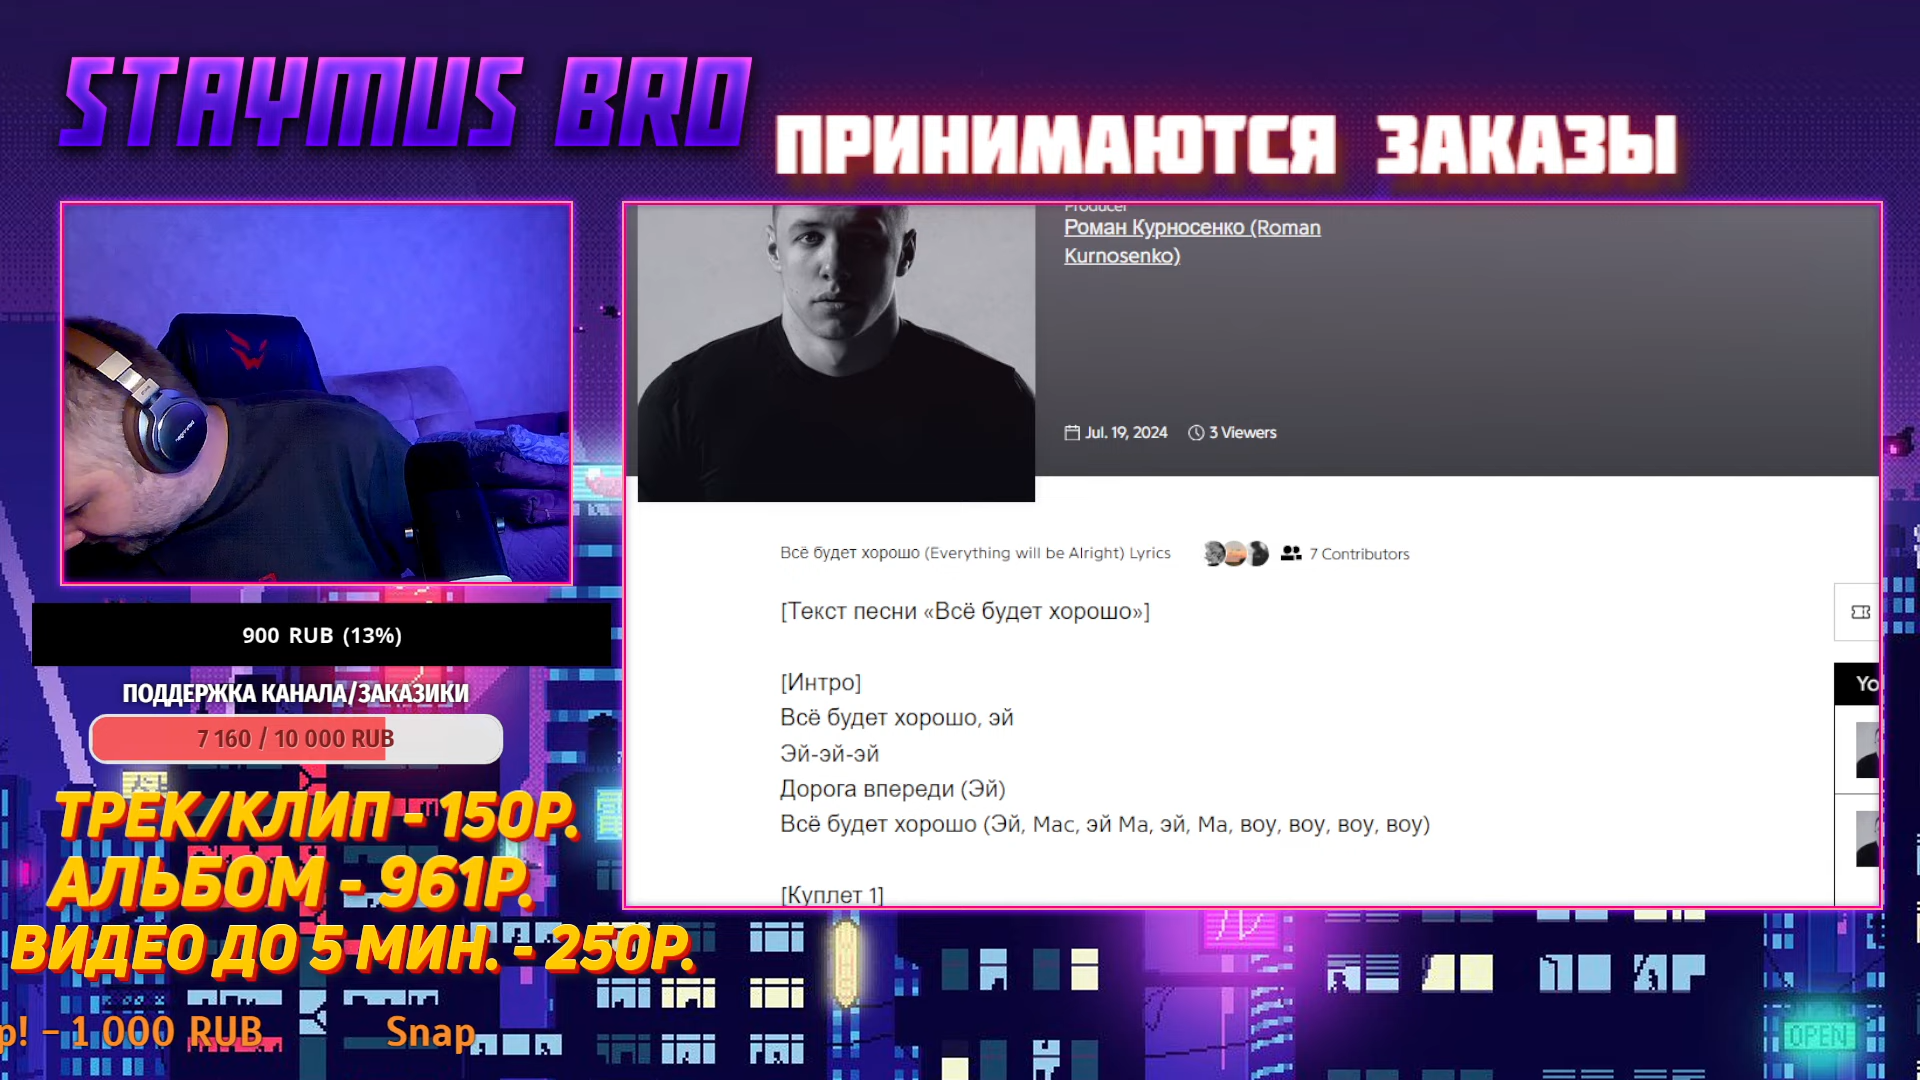 STAYMUS BRO
ПРИНИМАЮТСЯ ЗАКАЗЫ
Producer
Роман Курносенко (Roman
Kurnosenko)
Jul. 19, 2024 3 Viewers
Всё будет хорошо (Everything will be Alright) Lyrics 7 Contributors
[Текст песни «Всё будет хорошо»]
[Интро]
Всё будет хорошо, эй
Эй-эй-эй
Дорога впереди (Эй)
Всё будет хорошо (Эй, Мас, эй Ма, эй, Ма, воу, воу, воу, воу)
[Куплет 1]
Yo
900 RUB (13%)
ПОДДЕРЖКА КАНАЛА/ЗАКАЗИКИ
7 160 / 10 000 RUB
ТРЕК/КЛИП - 150Р.
АЛЬБОМ - 961Р.
ВИДЕО ДО 5 МИН. - 250Р.
p! – 1 000 RUB Snap
OPEN